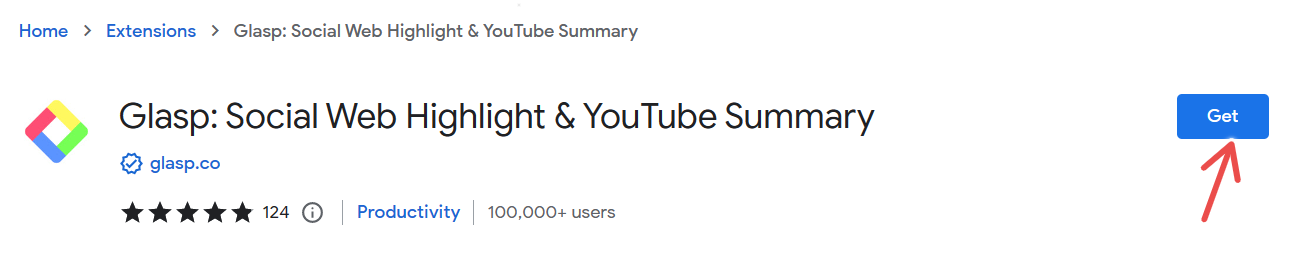 Home > Extensions > Glasp: Social Web Highlight & YouTube Summary
Glasp: Social Web Highlight & YouTube Summary
Get
glasp.co
124 | Productivity | 100,000+ users